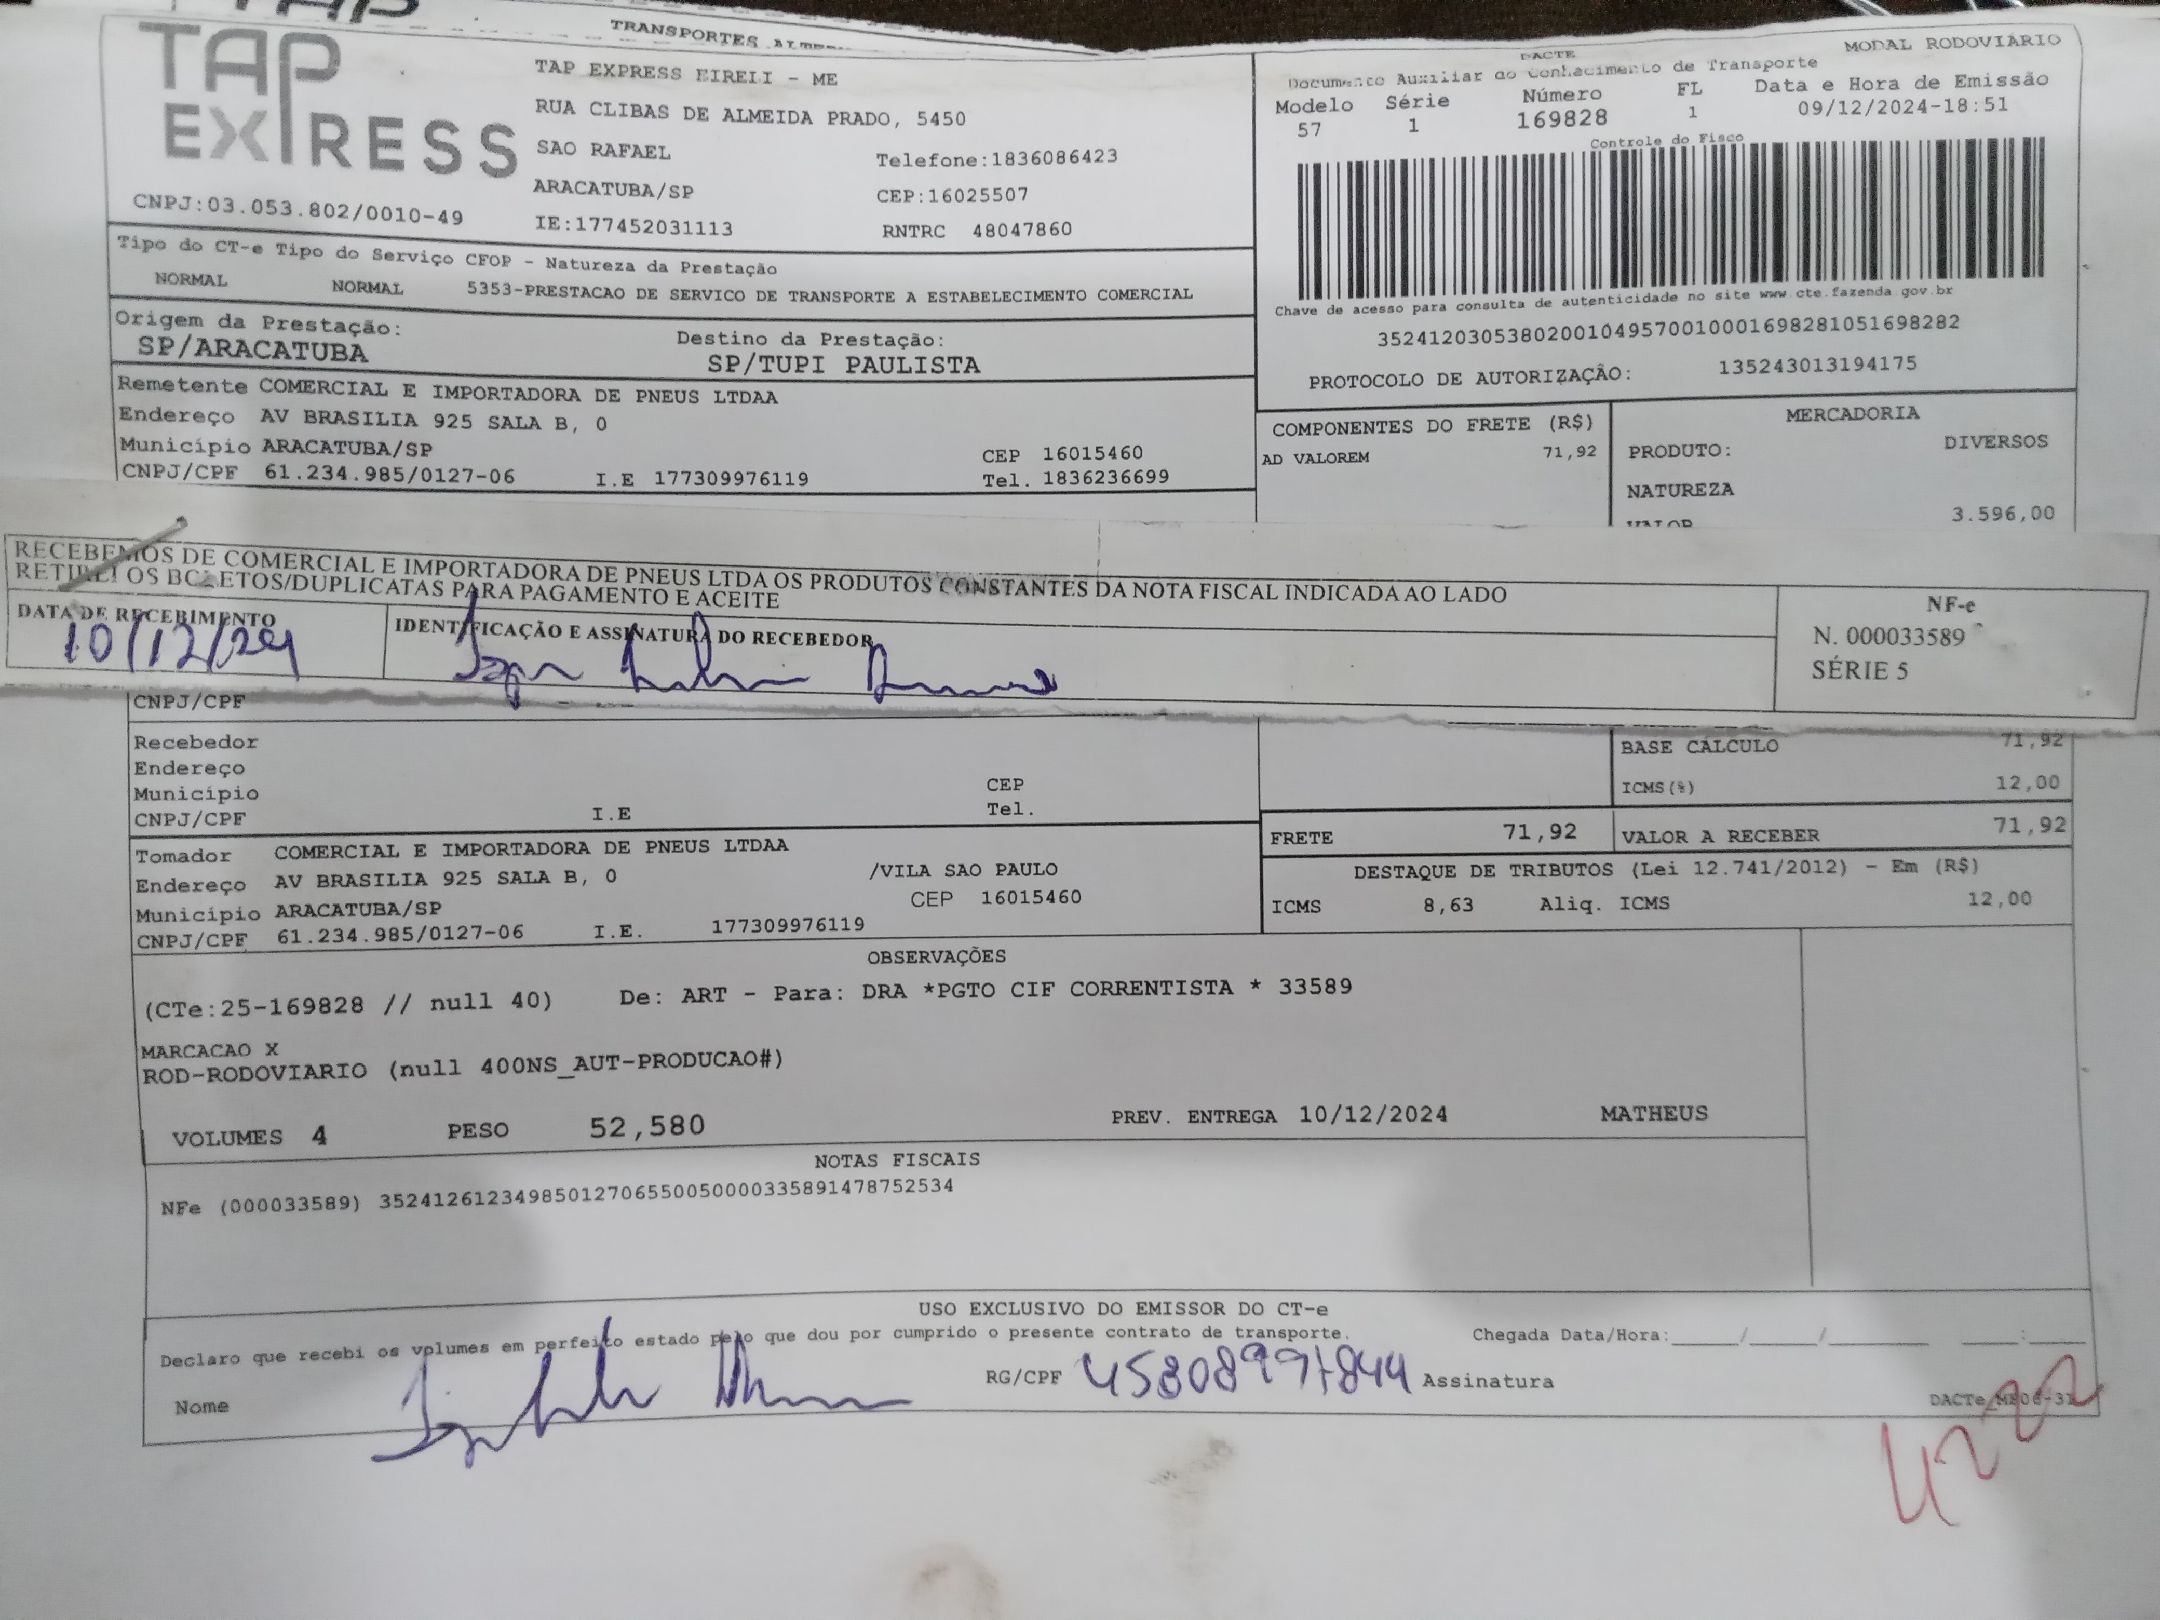 TRANSPORTES
TAP EXPRESS
TAP EXPRESS EIRELI - ME
RUA CLIBAS DE ALMEIDA PRADO, 5450
SAO RAFAEL
Telefone:1836086423
ARACATUBA/SP
CEP:16025507
CNPJ:03.053.802/0010-49
IE:177452031113
RNTRC 48047860
DACTE
MODAL RODOVIÁRIO
Documento Auxiliar do Conhecimento de Transporte
Modelo Série Número FL Data e Hora de Emissão
57 1 169828 1 09/12/2024-18:51
Controle do Fisco
Chave de acesso para consulta de autenticidade no site www.cte.fazenda.gov.br
35241203053802001049570010001698281051698282
PROTOCOLO DE AUTORIZAÇÃO: 135243013194175
Tipo do CT-e Tipo do Serviço CFOP - Natureza da Prestação
NORMAL NORMAL 5353-PRESTACAO DE SERVICO DE TRANSPORTE A ESTABELECIMENTO COMERCIAL
Origem da Prestação: Destino da Prestação:
SP/ARACATUBA SP/TUPI PAULISTA
Remetente COMERCIAL E IMPORTADORA DE PNEUS LTDAA
Endereço AV BRASILIA 925 SALA B, 0
Município ARACATUBA/SP CEP 16015460
CNPJ/CPF 61.234.985/0127-06 I.E 177309976119 Tel. 1836236699
COMPONENTES DO FRETE (R$)
AD VALOREM 71,92
MERCADORIA
PRODUTO: DIVERSOS
NATUREZA
VALOR 3.596,00
RECEBEMOS DE COMERCIAL E IMPORTADORA DE PNEUS LTDA OS PRODUTOS CONSTANTES DA NOTA FISCAL INDICADA AO LADO
RETIREI OS BOLETOS/DUPLICATAS PARA PAGAMENTO E ACEITE
DATA DE RECEBIMENTO
10/12/24
IDENTIFICAÇÃO E ASSINATURA DO RECEBEDOR
NF-e
N. 000033589
SÉRIE 5
CNPJ/CPF
Recebedor
Endereço
Município CEP
CNPJ/CPF I.E Tel.
BASE CÁLCULO 71,92
ICMS(%) 12,00
FRETE 71,92 VALOR A RECEBER 71,92
Tomador COMERCIAL E IMPORTADORA DE PNEUS LTDAA
Endereço AV BRASILIA 925 SALA B, 0 /VILA SAO PAULO
Município ARACATUBA/SP CEP 16015460
CNPJ/CPF 61.234.985/0127-06 I.E. 177309976119
DESTAQUE DE TRIBUTOS (Lei 12.741/2012) - Em (R$)
ICMS 8,63 Aliq. ICMS 12,00
OBSERVAÇÕES
(CTe:25-169828 // null 40) De: ART - Para: DRA *PGTO CIF CORRENTISTA * 33589
MARCACAO X
ROD-RODOVIARIO (null 400NS_AUT-PRODUCAO#)
VOLUMES 4 PESO 52,580 PREV. ENTREGA 10/12/2024 MATHEUS
NOTAS FISCAIS
NFe (000033589) 35241261234985012706550050000335891478752534
USO EXCLUSIVO DO EMISSOR DO CT-e
Declaro que recebi os volumes em perfeito estado pelo que dou por cumprido o presente contrato de transporte. Chegada Data/Hora:____/____/______ ____:____
Nome RG/CPF 45808997844 Assinatura